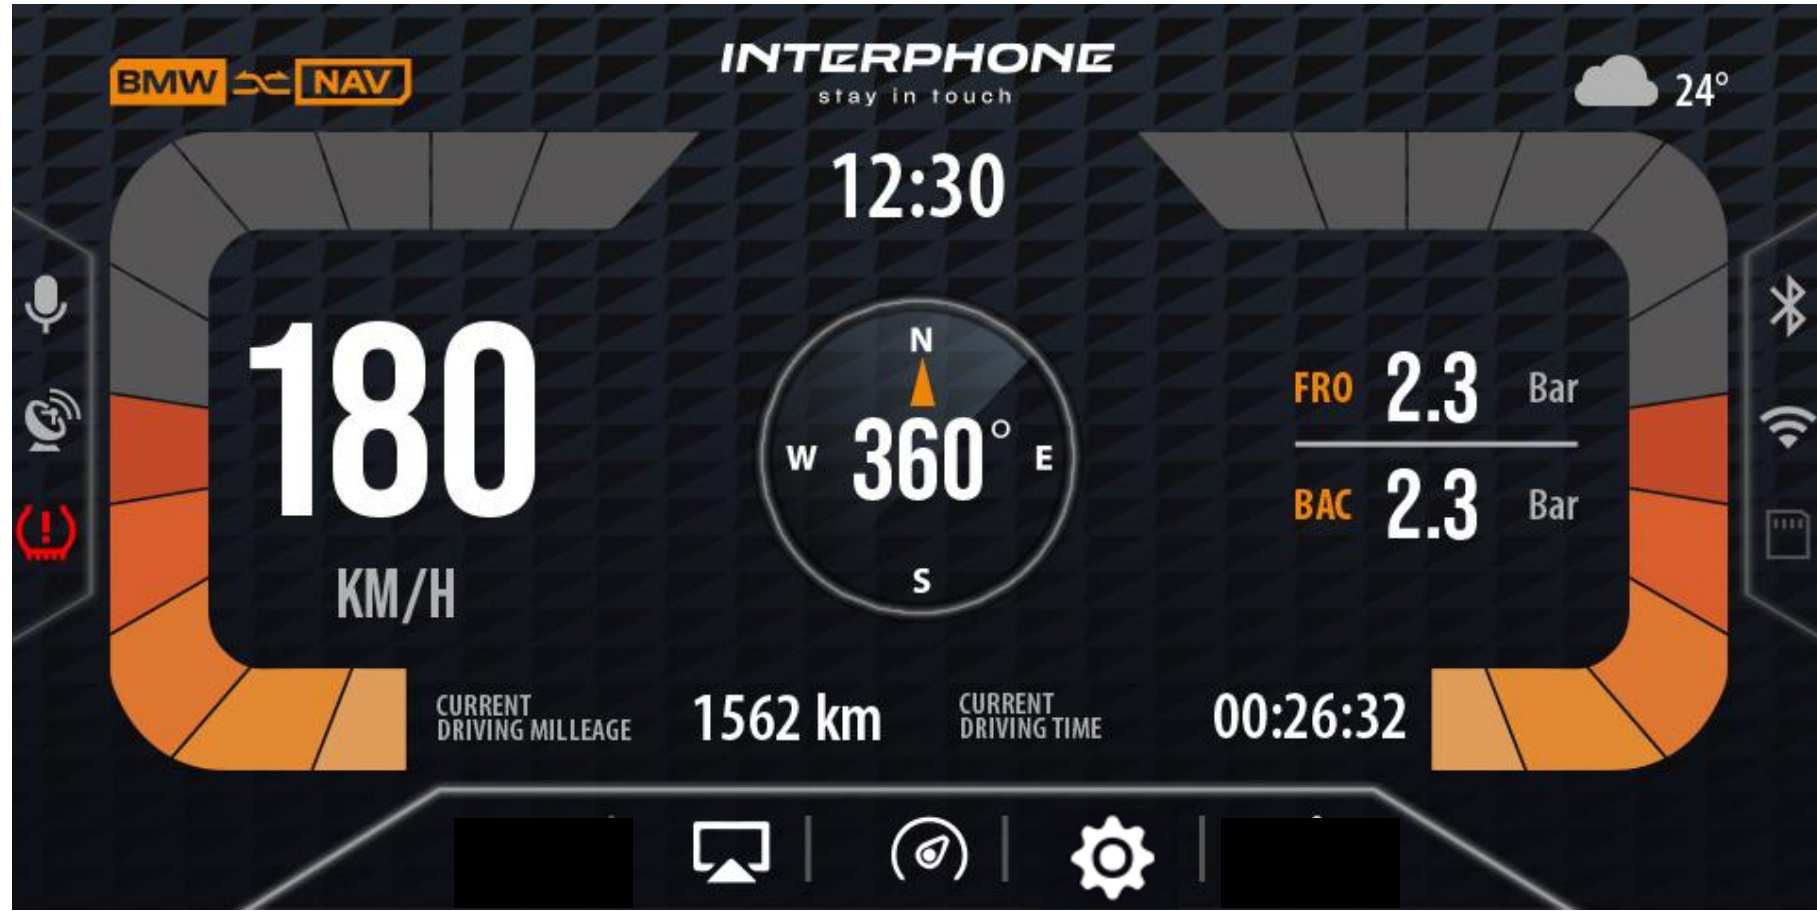 BMW NAV
INTERPHONE
stay in touch
24°
12:30
180
KM/H
N
W 360° E
S
FRO 2.3 Bar
BAC 2.3 Bar
CURRENT
DRIVING MILLEAGE
1562 km
CURRENT
DRIVING TIME
00:26:32